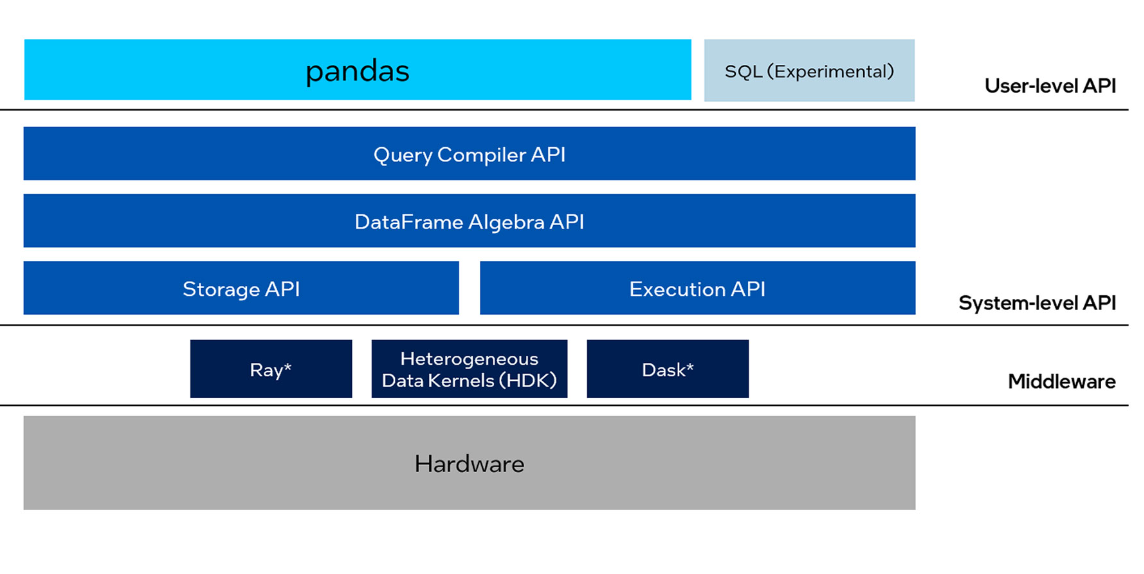 pandas
SQL (Experimental)
User-level API
Query Compiler API
DataFrame Algebra API
Storage API
Execution API
System-level API
Ray*
Heterogeneous
Data Kernels (HDK)
Dask*
Middleware
Hardware